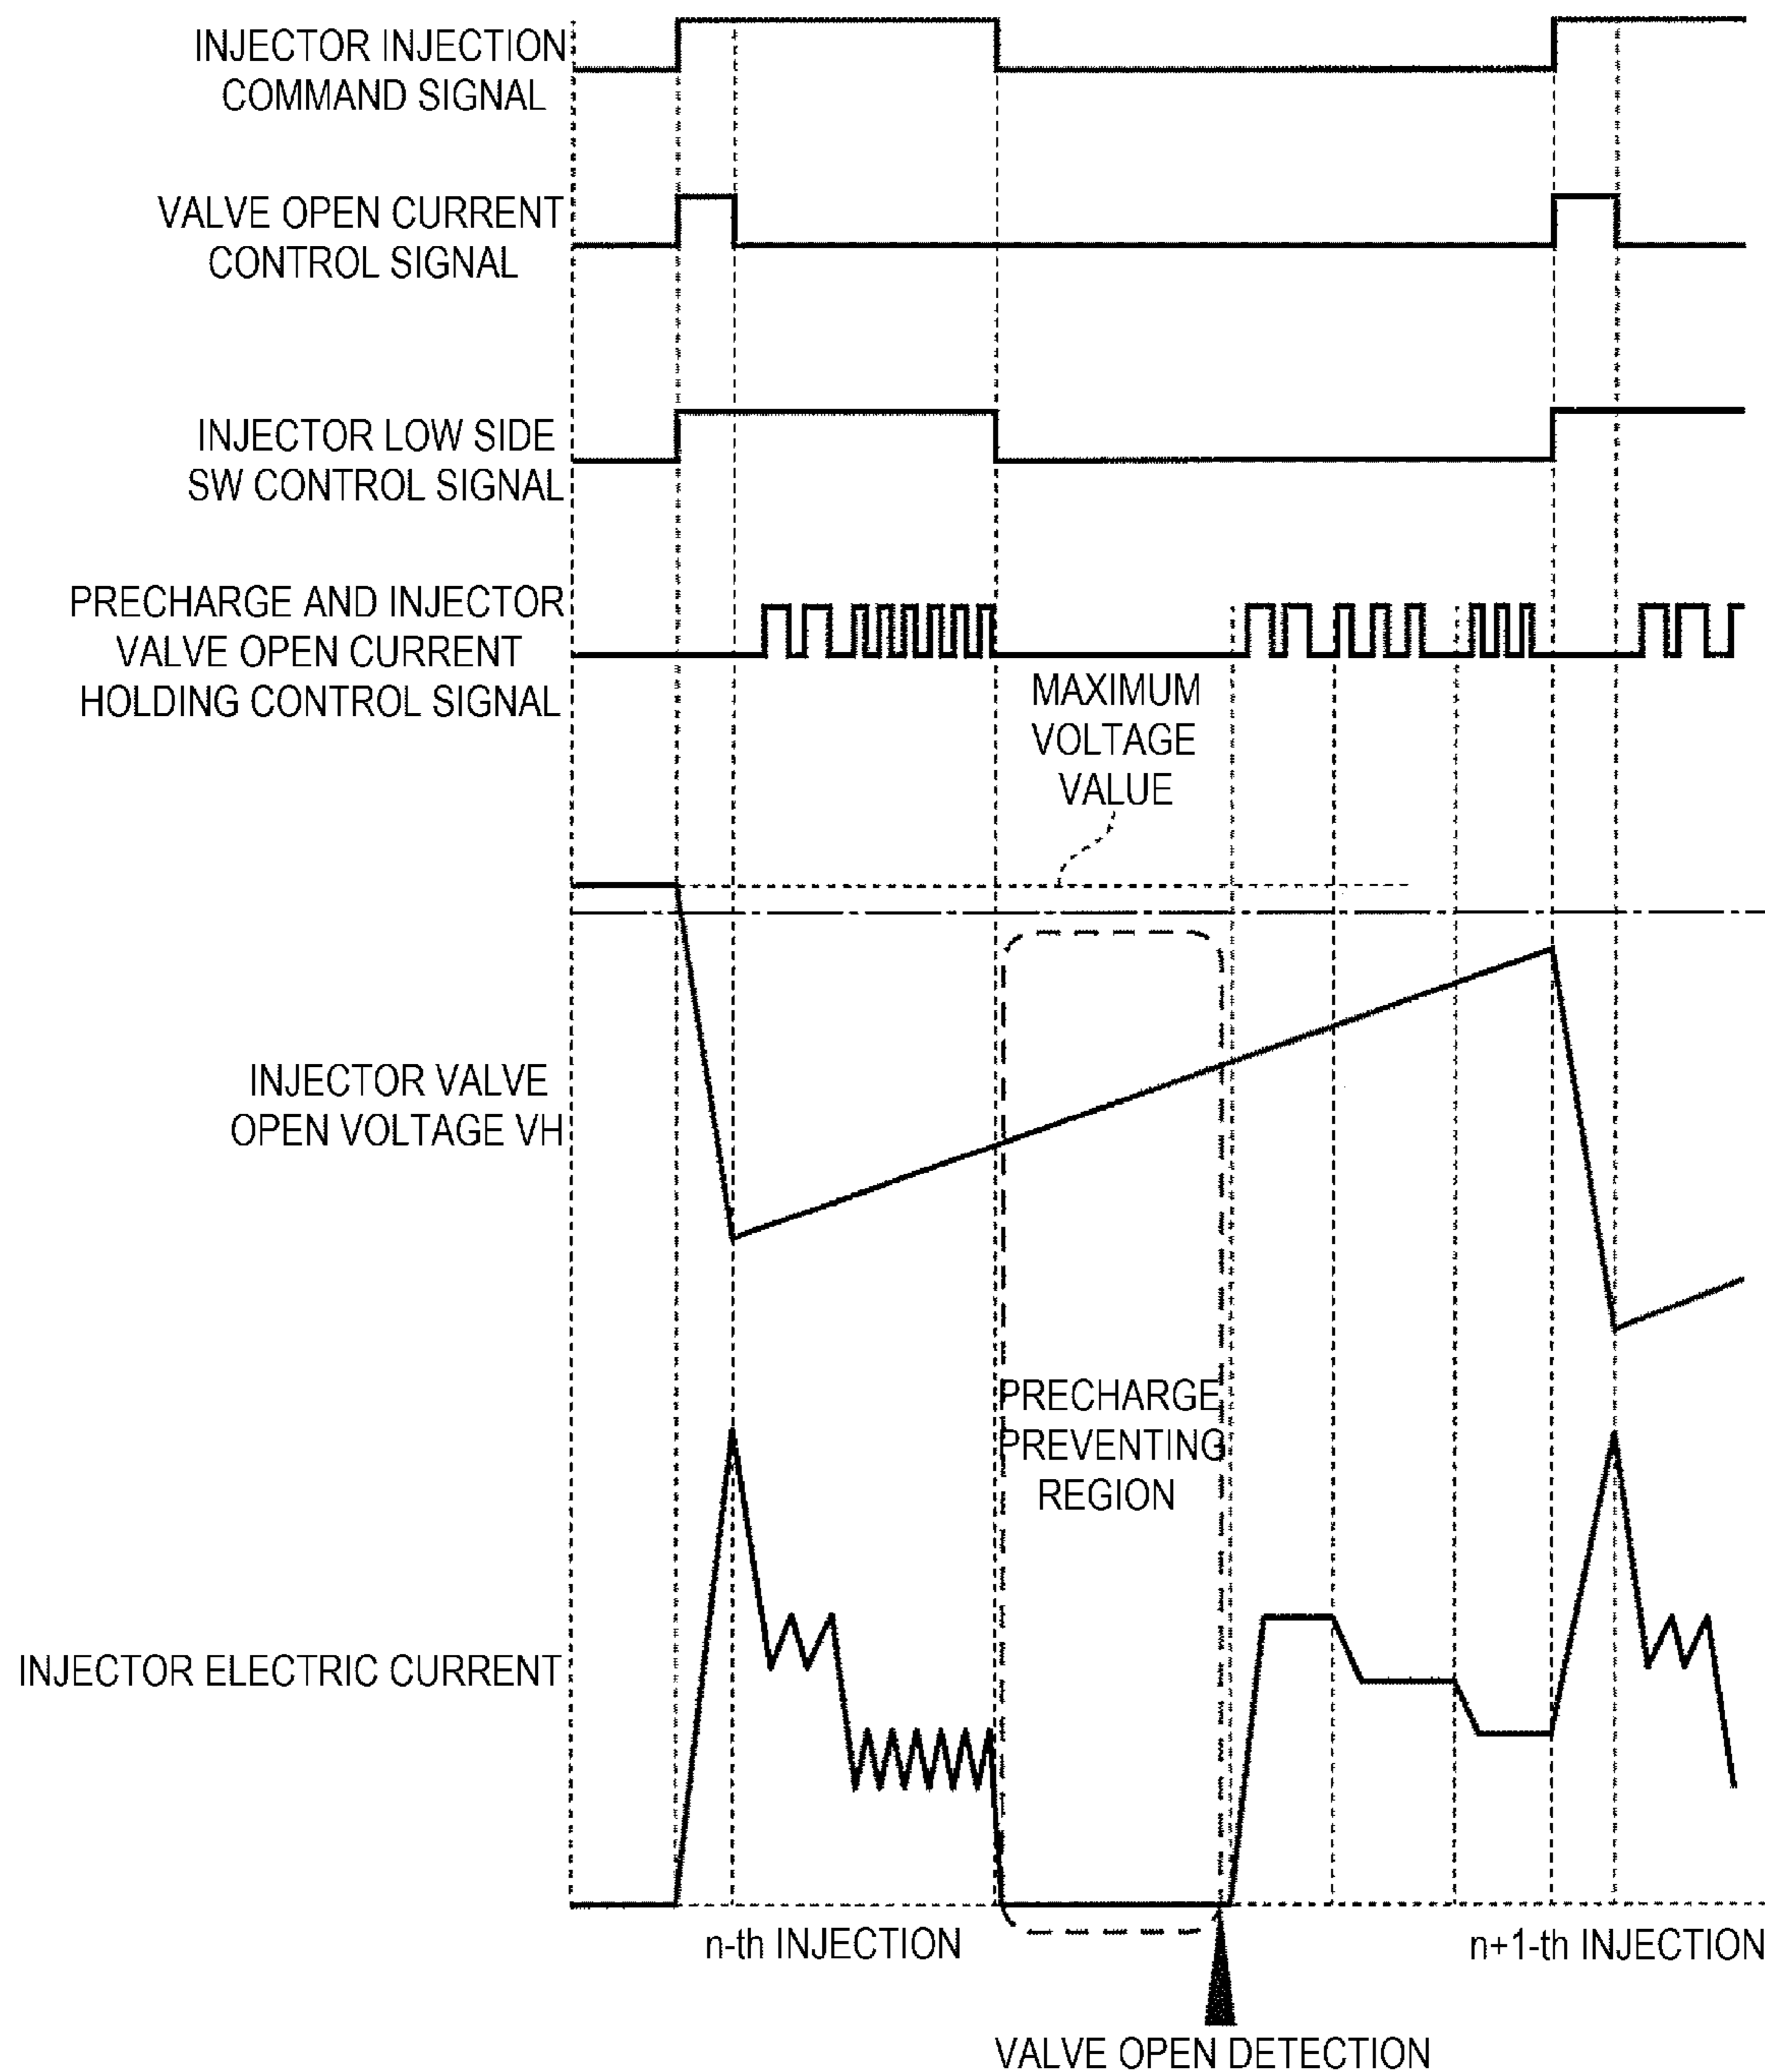 INJECTOR INJECTION
COMMAND SIGNAL
VALVE OPEN CURRENT
CONTROL SIGNAL
INJECTOR LOW SIDE
SW CONTROL SIGNAL
PRECHARGE AND INJECTOR
VALVE OPEN CURRENT
HOLDING CONTROL SIGNAL
MAXIMUM
VOLTAGE
VALUE
INJECTOR VALVE
OPEN VOLTAGE VH
PRECHARGE
PREVENTING
REGION
INJECTOR ELECTRIC CURRENT
n-th INJECTION
n+1-th INJECTION
VALVE OPEN DETECTION